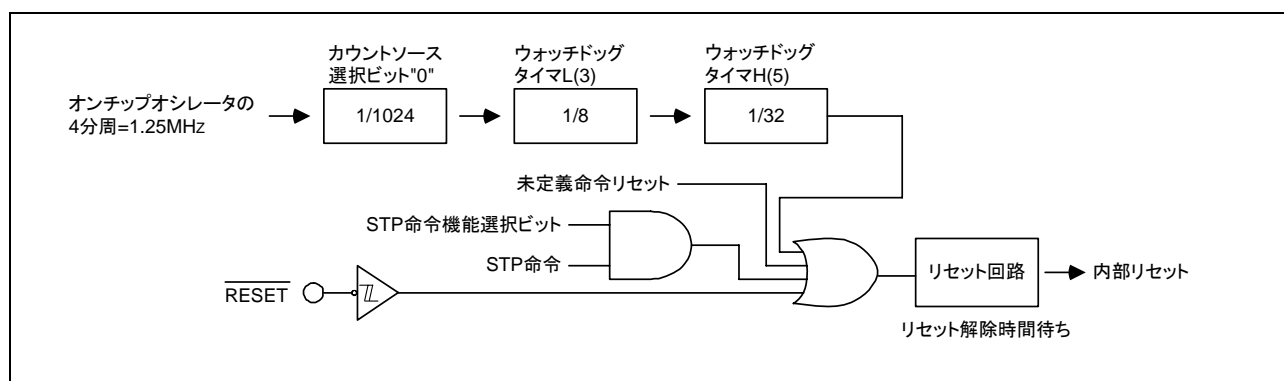 カウントソース
選択ビット"0"
ウォッチドッグ
タイマL(3)
ウォッチドッグ
タイマH(5)
オンチップオシレータの
4分周=1.25MHz
1/1024
1/8
1/32
未定義命令リセット
STP命令機能選択ビット
STP命令
RESET
リセット回路
内部リセット
リセット解除時間待ち